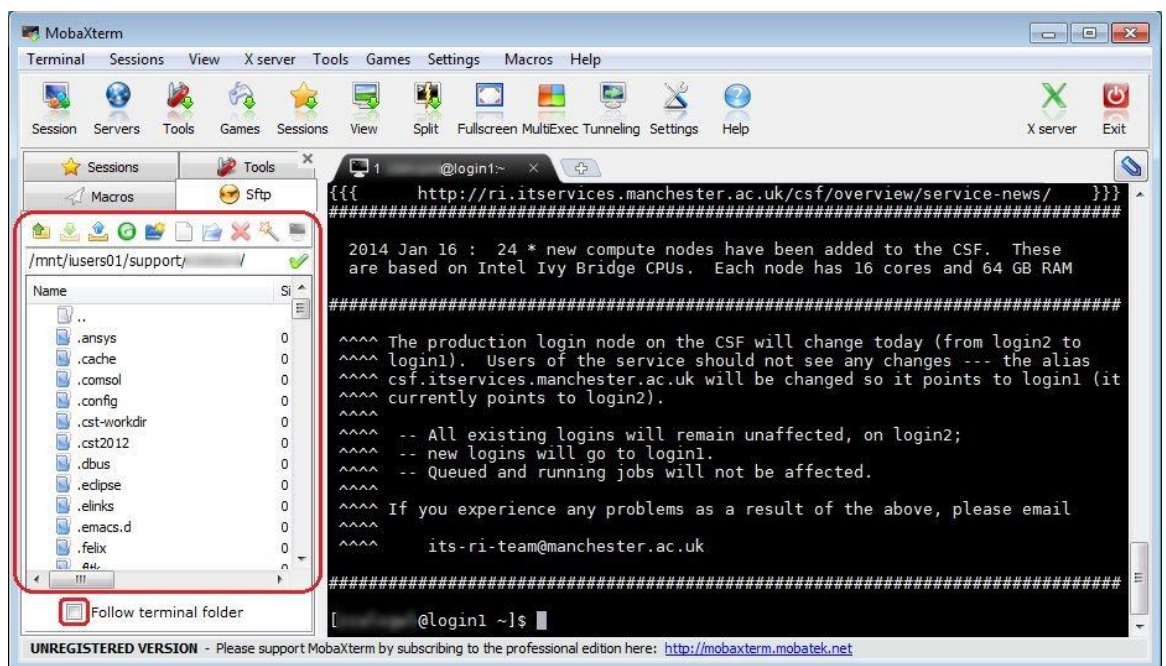 MobaXterm
Terminal Sessions View X server Tools Games Settings Macros Help
Session Servers Tools Games Sessions View Split Fullscreen MultiExec Tunneling Settings Help X server Exit
Sessions Tools
Macros Sftp
1 @login1:~
/mnt/iusers01/support/ /
Name Si
..
.ansys 0
.cache 0
.comsol 0
.config 0
.cst-workdir 0
.cst2012 0
.dbus 0
.eclipse 0
.elinks 0
.emacs.d 0
.felix 0
.fltk 0
Follow terminal folder
{{{ http://ri.itservices.manchester.ac.uk/csf/overview/service-news/ }}}
################################################################################
2014 Jan 16 : 24 * new compute nodes have been added to the CSF. These
are based on Intel Ivy Bridge CPUs. Each node has 16 cores and 64 GB RAM
################################################################################
^^^^ The production login node on the CSF will change today (from login2 to
^^^^ login1). Users of the service should not see any changes --- the alias
^^^^ csf.itservices.manchester.ac.uk will be changed so it points to login1 (it
^^^^ currently points to login2).
^^^^
^^^^ -- All existing logins will remain unaffected, on login2;
^^^^ -- new logins will go to login1.
^^^^ -- Queued and running jobs will not be affected.
^^^^
^^^^ If you experience any problems as a result of the above, please email
^^^^
^^^^ its-ri-team@manchester.ac.uk
################################################################################
[ @login1 ~]$
UNREGISTERED VERSION - Please support MobaXterm by subscribing to the professional edition here: http://mobaxterm.mobatek.net